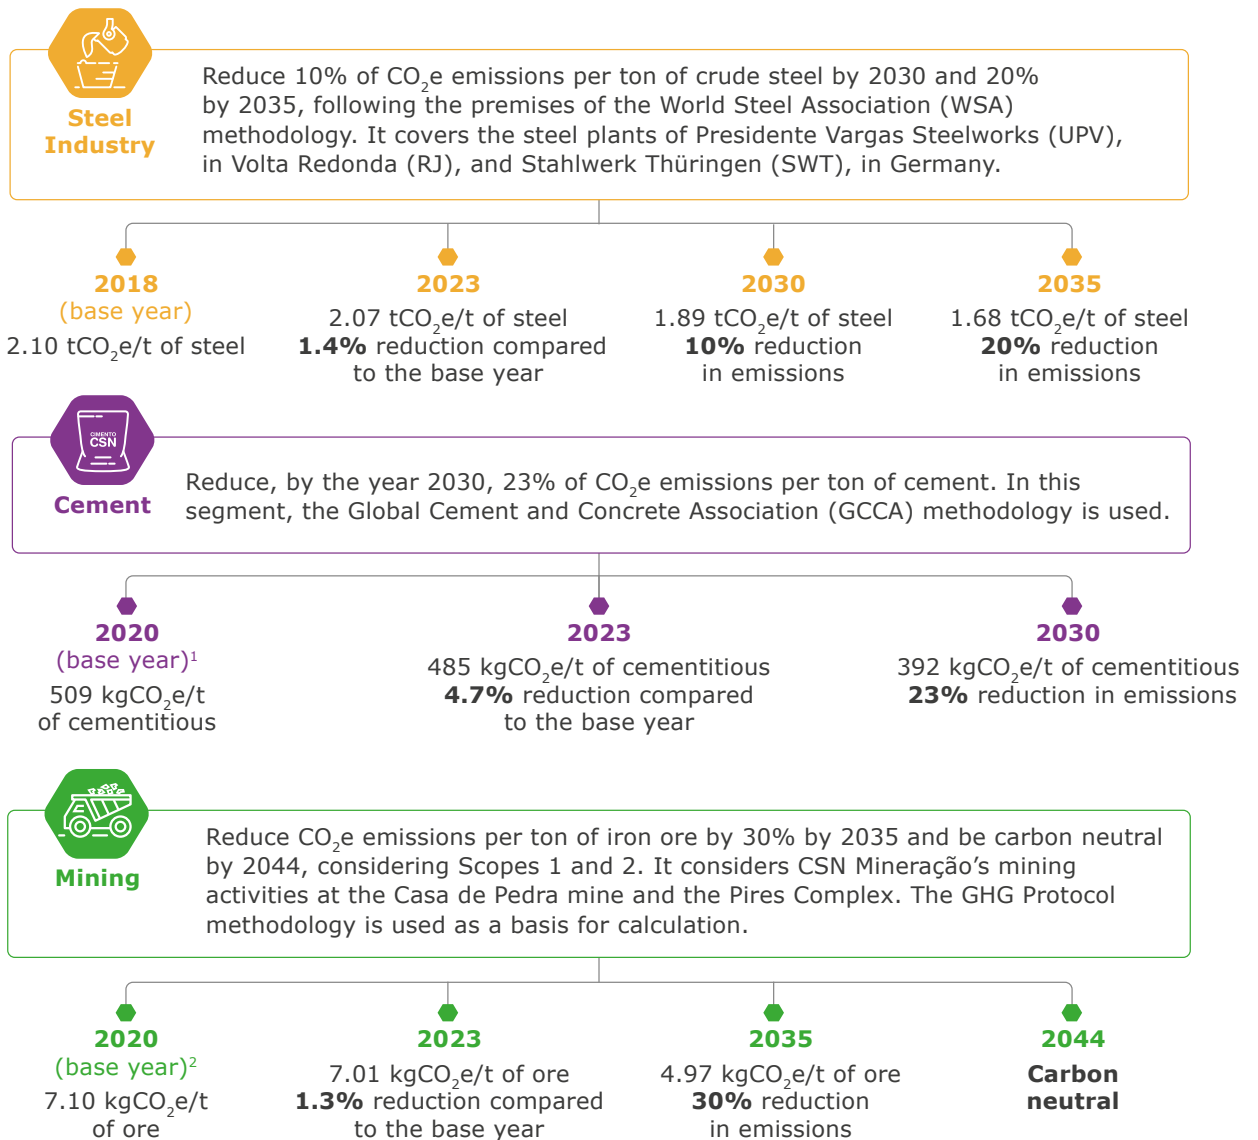 Steel
Industry
Reduce 10% of CO₂e emissions per ton of crude steel by 2030 and 20%
by 2035, following the premises of the World Steel Association (WSA)
methodology. It covers the steel plants of Presidente Vargas Steelworks (UPV),
in Volta Redonda (RJ), and Stahlwerk Thüringen (SWT), in Germany.
2018
(base year)
2.10 tCO₂e/t of steel
2023
2.07 tCO₂e/t of steel
1.4% reduction compared
to the base year
2030
1.89 tCO₂e/t of steel
10% reduction
in emissions
2035
1.68 tCO₂e/t of steel
20% reduction
in emissions
CIMENTO
CSN
Cement
Reduce, by the year 2030, 23% of CO₂e emissions per ton of cement. In this
segment, the Global Cement and Concrete Association (GCCA) methodology is used.
2020
(base year)¹
509 kgCO₂e/t
of cementitious
2023
485 kgCO₂e/t of cementitious
4.7% reduction compared
to the base year
2030
392 kgCO₂e/t of cementitious
23% reduction in emissions
Mining
Reduce CO₂e emissions per ton of iron ore by 30% by 2035 and be carbon neutral
by 2044, considering Scopes 1 and 2. It considers CSN Mineração’s mining
activities at the Casa de Pedra mine and the Pires Complex. The GHG Protocol
methodology is used as a basis for calculation.
2020
(base year)²
7.10 kgCO₂e/t
of ore
2023
7.01 kgCO₂e/t of ore
1.3% reduction compared
to the base year
2035
4.97 kgCO₂e/t of ore
30% reduction
in emissions
2044
Carbon
neutral